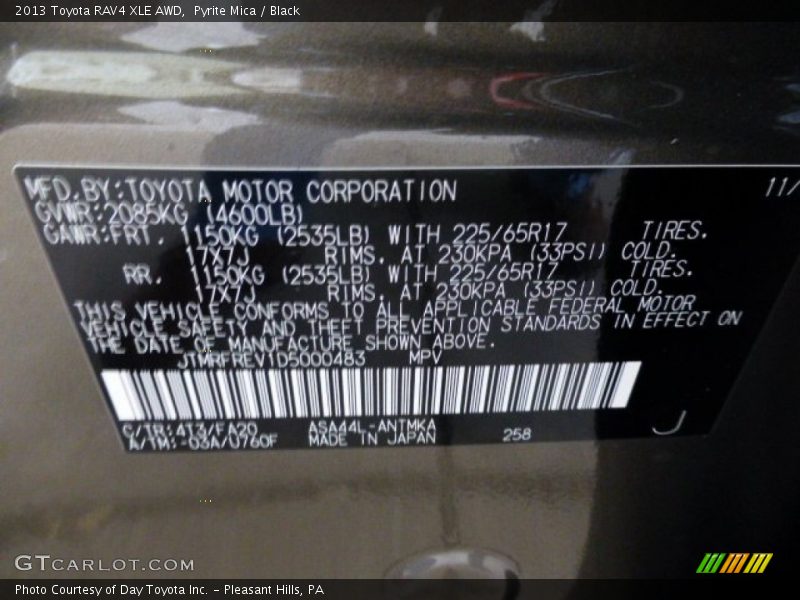 2013 Toyota RAV4 XLE AWD,  Pyrite Mica / Black
MFD.BY:TOYOTA MOTOR CORPORATION 11/
GVWR:2085KG (4600LB)
GAWR:FRT. 1150KG (2535LB) WITH 225/65R17 TIRES.
17X7J RIMS. AT 230KPA (33PSI) COLD.
RR. 1150KG (2535LB) WITH 225/65R17 TIRES.
17X7J RIMS. AT 230KPA (33PSI) COLD.
THIS VEHICLE CONFORMS TO ALL APPLICABLE FEDERAL MOTOR
VEHICLE SAFETY AND THEFT PREVENTION STANDARDS IN EFFECT ON
THE DATE OF MANUFACTURE SHOWN ABOVE.
JTMRFREV1D5000483 MPV
C/TR:4T3/FA20 ASA44L-ANTMKA
A/TM:-03A/U760F MADE IN JAPAN 258 J
GTCARLOT.COM
Photo Courtesy of Day Toyota Inc. – Pleasant Hills, PA